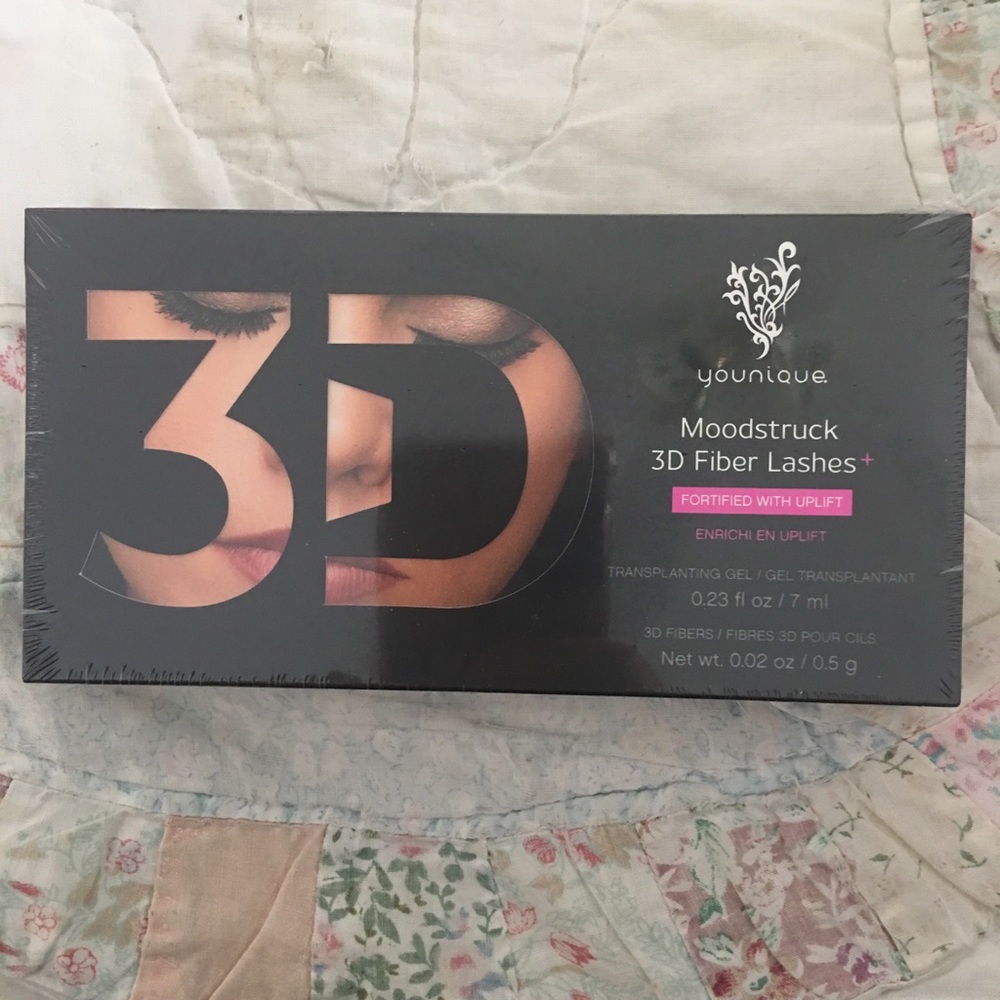 3D
younique
Moodstruck
3D Fiber Lashes+
FORTIFIED WITH UPLIFT
ENRICHI EN UPLIFT
TRANSPLANTING GEL / GEL TRANSPLANTANT
0.23 fl oz / 7 ml
3D FIBERS / FIBRES 3D POUR CILS
Net wt. 0.02 oz / 0.5 g